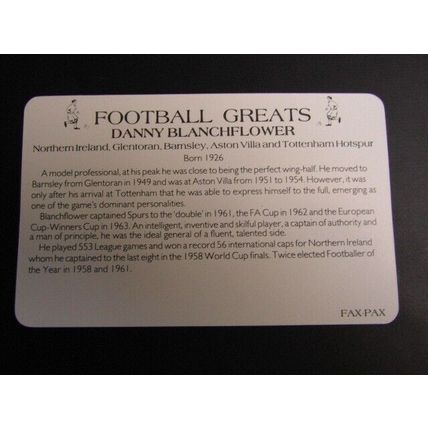 FOOTBALL GREATS
DANNY BLANCHFLOWER
Northern Ireland, Glentoran, Barnsley, Aston Villa and Tottenham Hotspur
Born 1926
A model professional, at his peak he was close to being the perfect wing-half. He moved to
Barnsley from Glentoran in 1949 and was at Aston Villa from 1951 to 1954. However, it was
only after his arrival at Tottenham that he was able to express himself to the full, emerging as
one of the game's dominant personalities.
Blanchflower captained Spurs to the 'double' in 1961, the FA Cup in 1962 and the European
Cup-Winners Cup in 1963. An intelligent, inventive and skilful player, a captain of authority and
a man of principle, he was the ideal general of a fluent, talented side.
He played 553 League games and won a record 56 international caps for Northern Ireland
whom he captained to the last eight in the 1958 World Cup finals. Twice elected Footballer of
the Year in 1958 and 1961.
FAX-PAX